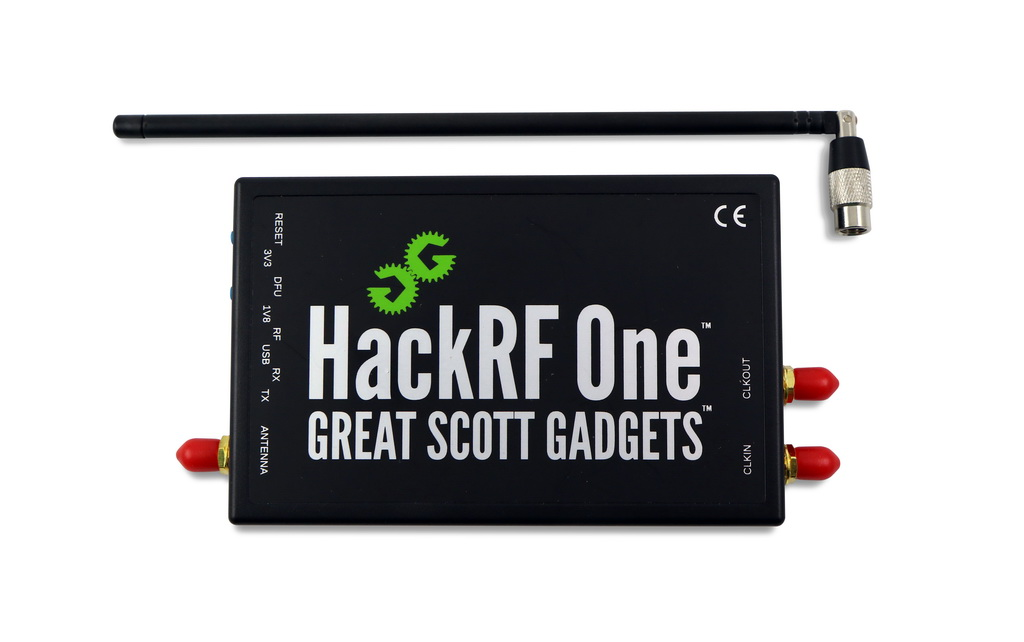 CE
RESET
3V3
DFU
1V8
RF
USB
RX
TX
ANTENNA
HackRF One™
GREAT SCOTT GADGETS™
CLKOUT
CLKIN